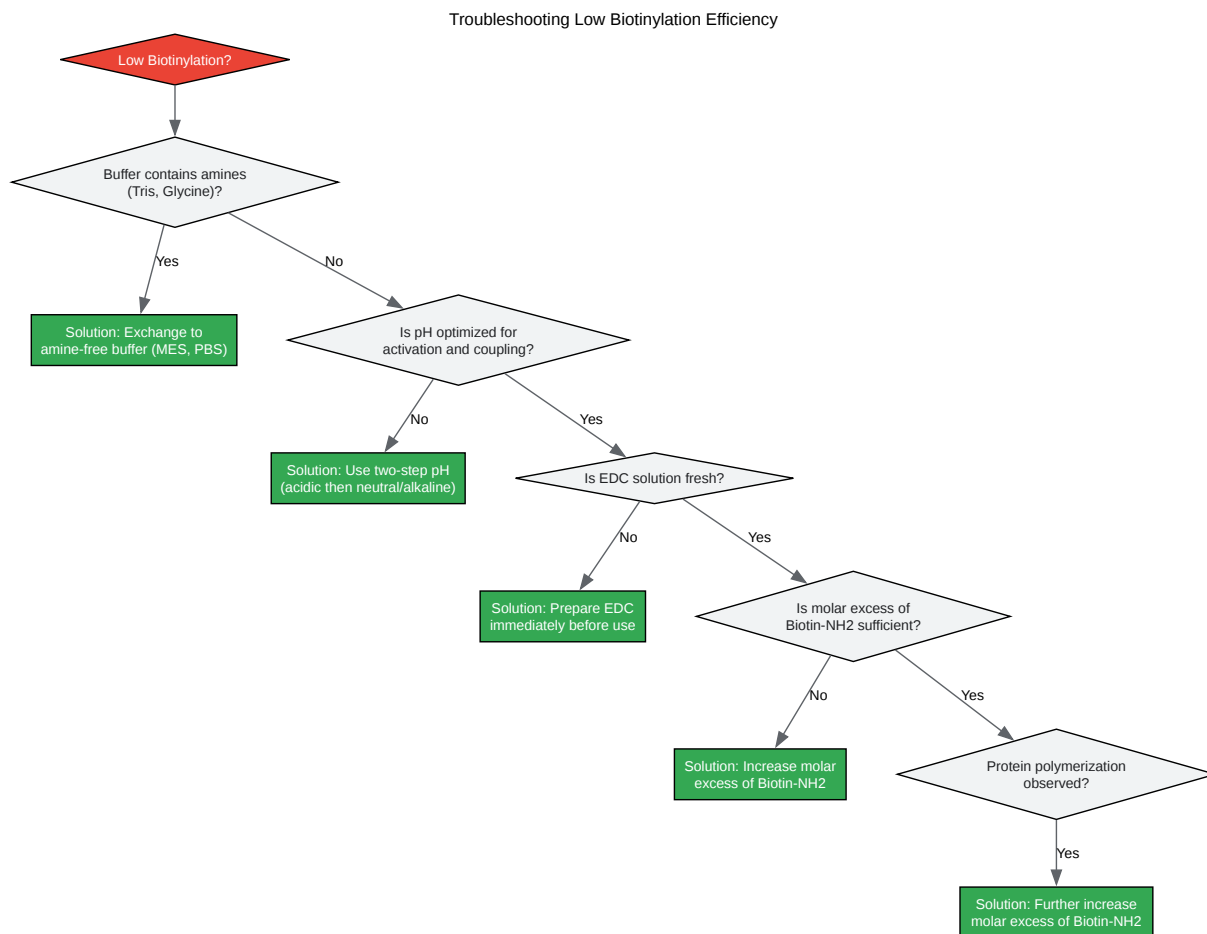 Troubleshooting Low Biotinylation Efficiency
Low Biotinylation?
Buffer contains amines
(Tris, Glycine)?
Yes
No
Solution: Exchange to
amine-free buffer (MES, PBS)
Is pH optimized for
activation and coupling?
No
Yes
Solution: Use two-step pH
(acidic then neutral/alkaline)
Is EDC solution fresh?
No
Yes
Solution: Prepare EDC
immediately before use
Is molar excess of
Biotin-NH2 sufficient?
No
Yes
Solution: Increase molar
excess of Biotin-NH2
Protein polymerization
observed?
Yes
Solution: Further increase
molar excess of Biotin-NH2